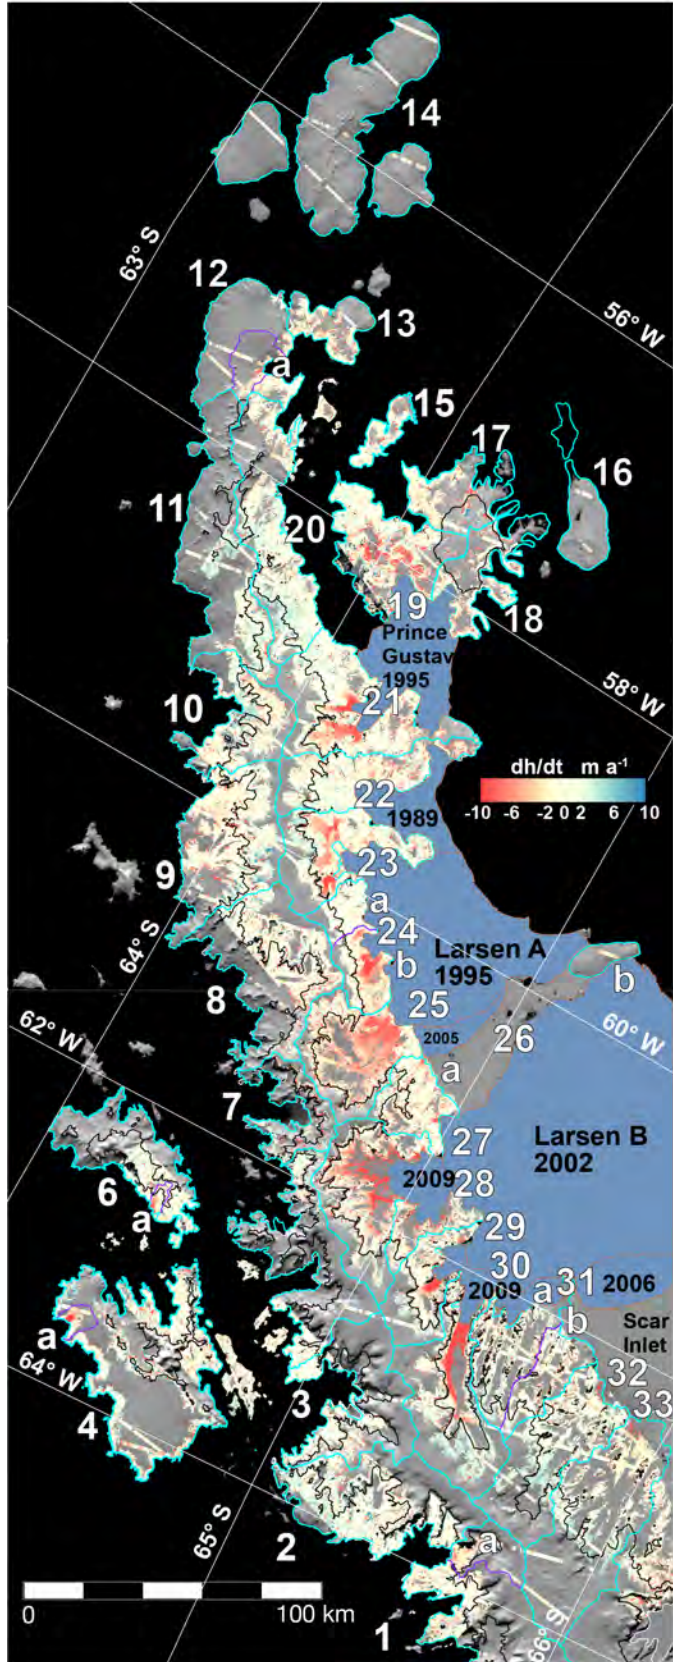 14
63° S
12
56° W
13
a
15
17
16
11
20
19
18
Prince
Gustav
1995
58° W
10
21
dh/dt m a⁻¹
-10 -6 -2 0 2 6 10
22
1989
9
23
a
64° S
24
Larsen A
1995
b
b
8
25
26
62° W
2005
60° W
a
7
27
Larsen B
2002
6
2009
28
a
29
30
2009
a
31
2006
b
a
Scar
Inlet
64° W
32
3
33
4
65° S
2
a
0 100 km
1
66° S